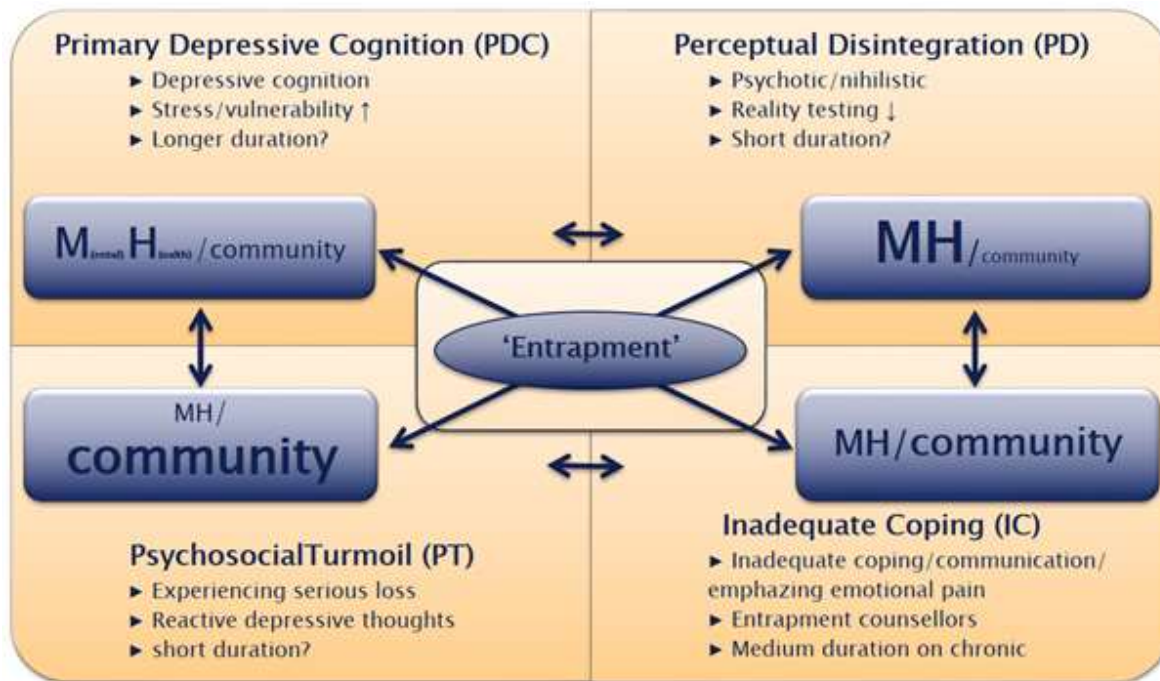 Primary Depressive Cognition (PDC)
► Depressive cognition
► Stress/vulnerability ↑
► Longer duration?
Perceptual Disintegration (PD)
► Psychotic/nihilistic
► Reality testing ↓
► Short duration?
M(ental)H(ealth)/community
MH/community
'Entrapment'
MH/
community
MH/community
PsychosocialTurmoil (PT)
► Experiencing serious loss
► Reactive depressive thoughts
► short duration?
Inadequate Coping (IC)
► Inadequate coping/communication/
emphazing emotional pain
► Entrapment counsellors
► Medium duration on chronic